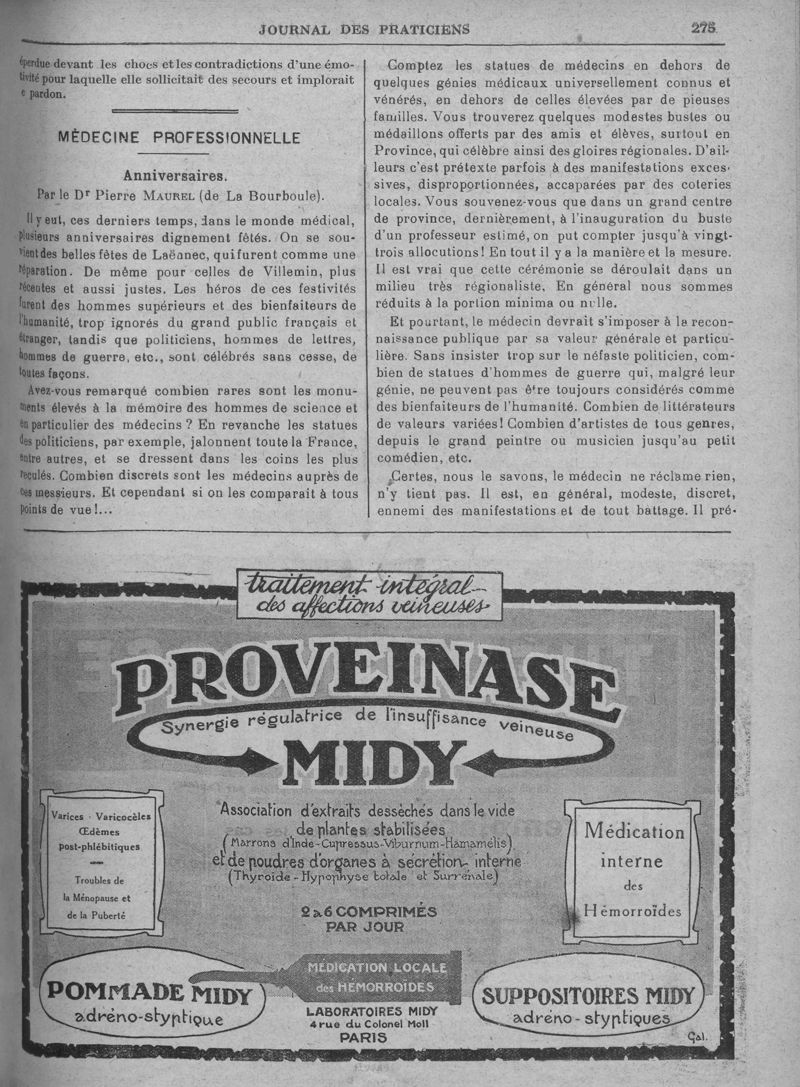 JOURNAL DES PRATICIENS
275
éperdue devant les chocs et les contradictions d'une émo-
tivité pour laquelle elle sollicitait des secours et implorait
e pardon.
MÉDECINE PROFESSIONNELLE
Anniversaires.
Par le Dr Pierre MAUREL (de La Bourboule).
Il y eut, ces derniers temps, dans le monde médical,
plusieurs anniversaires dignement fêtés. On se sou-
vient des belles fêtes de Laënnec, qui furent comme une
réparation. De même pour celles de Villemin, plus
récentes et aussi justes. Les héros de ces festivités
furent des hommes supérieurs et des bienfaiteurs de
l'humanité, trop ignorés du grand public français et
étranger, tandis que politiciens, hommes de lettres,
hommes de guerre, etc., sont célébrés sans cesse, de
toutes façons.
Avez-vous remarqué combien rares sont les monu-
ments élevés à la mémoire des hommes de science et
en particulier des médecins ? En revanche les statues
des politiciens, par exemple, jalonnent toute la France,
entre autres, et se dressent dans les coins les plus
reculés. Combien discrets sont les médecins auprès de
ces messieurs. Et cependant si on les comparait à tous
points de vue !...
Comptez les statues de médecins en dehors de
quelques génies médicaux universellement connus et
vénérés, en dehors de celles élevées par de pieuses
familles. Vous trouverez quelques modestes bustes ou
médaillons offerts par des amis et élèves, surtout en
Province, qui célèbre ainsi des gloires régionales. D'ail-
leurs c'est prétexte parfois à des manifestations exces-
sives, disproportionnées, accaparées par des coteries
locales. Vous souvenez-vous que dans un grand centre
de province, dernièrement, à l'inauguration du buste
d'un professeur estimé, on put compter jusqu'à vingt-
trois allocutions ! En tout il y a la manière et la mesure.
Il est vrai que cette cérémonie se déroulait dans un
milieu très régionaliste. En général nous sommes
réduits à la portion minima ou nulle.
Et pourtant, le médecin devrait s'imposer à la recon-
naissance publique par sa valeur générale et particu-
lière. Sans insister trop sur le néfaste politicien, com-
bien de statues d'hommes de guerre qui, malgré leur
génie, ne peuvent pas être toujours considérés comme
des bienfaiteurs de l'humanité. Combien de littérateurs
de valeurs variées ! Combien d'artistes de tous genres,
depuis le grand peintre ou musicien jusqu'au petit
comédien, etc.
Certes, nous le savons, le médecin ne réclame rien,
n'y tient pas. Il est, en général, modeste, discret,
ennemi des manifestations et de tout battage. Il pré-
traitement intégral
des affections veineuses
PROVEINASE
Synergie régulatrice de l'insuffisance veineuse
MIDY
Varices - Varicocèles
Œdèmes
post-phlébitiques
Troubles de
la Ménopause et
de la Puberté
Association d'extraits desséchés dans le vide
de plantes stabilisées
(Marrons d'Inde-Cupressus-Viburnum-Hamamelis)
et de poudres d'organes à sécrétion interne
(Thyroïde - Hypophyse totale et Surrénale)
2 à 6 COMPRIMÉS
PAR JOUR
Médication
interne
des
Hémorroïdes
POMMADE MIDY
adréno-styptique
MÉDICATION LOCALE
des HÉMORROÏDES
LABORATOIRES MIDY
4 rue du Colonel Moll
PARIS
SUPPOSITOIRES MIDY
adréno-styptiques
Gal.